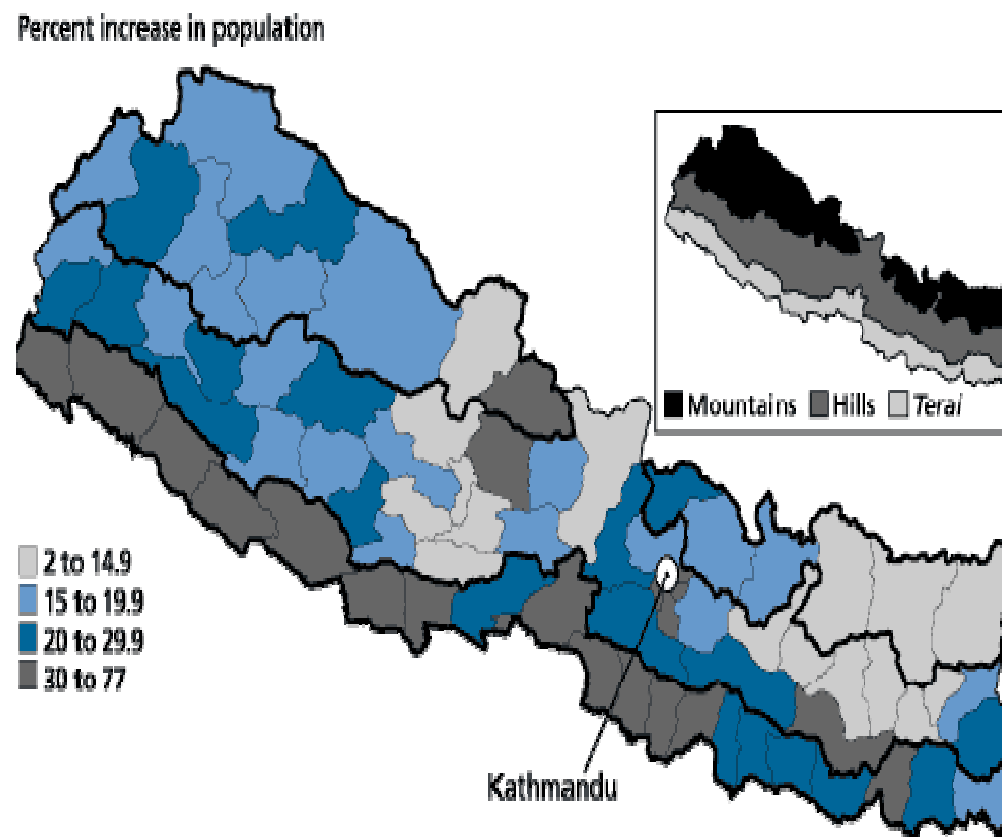 Percent increase in population
Mountains Hills Terai
2 to 14.9
15 to 19.9
20 to 29.9
30 to 77
Kathmandu